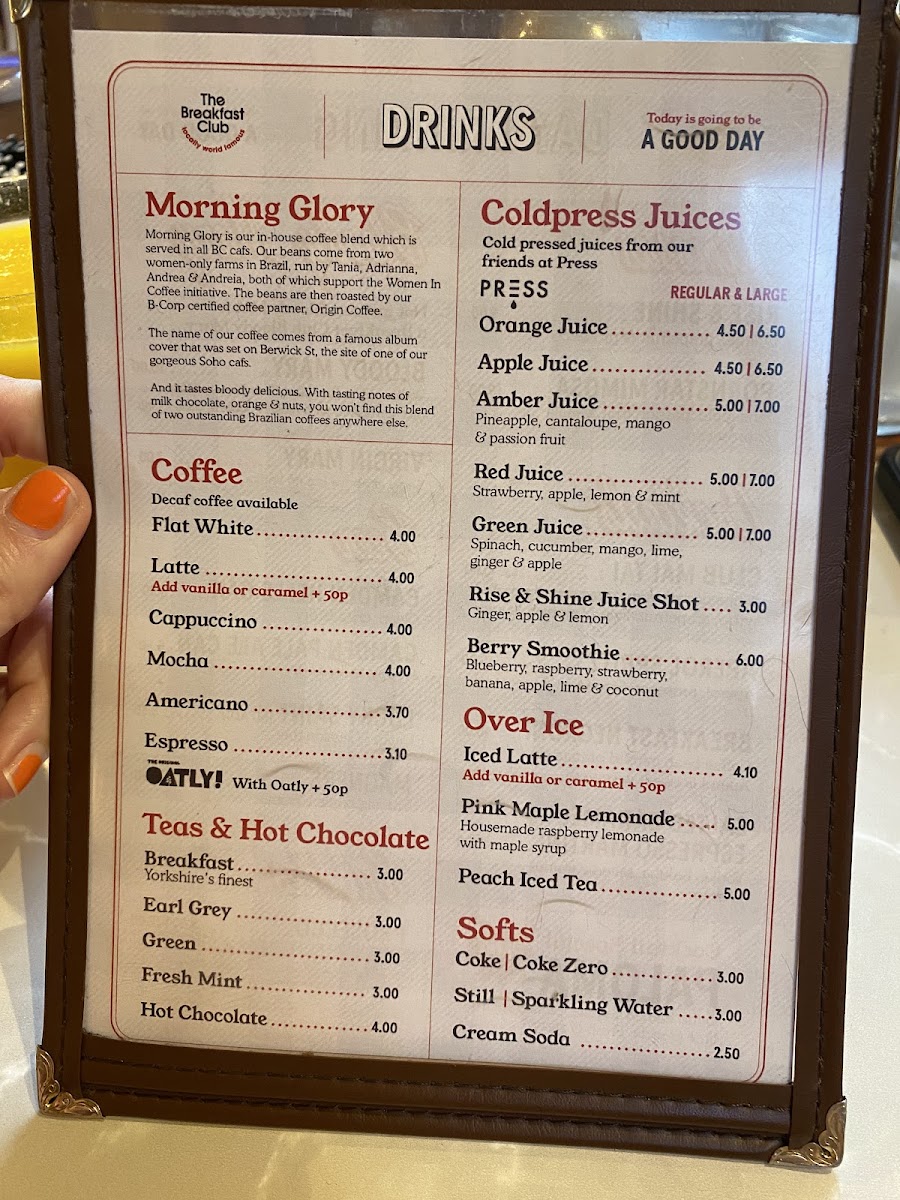 The
Breakfast
Club
locally world famous
DRINKS
Today is going to be
A GOOD DAY
Morning Glory
Morning Glory is our in-house coffee blend which is
served in all BC cafs. Our beans come from two
women-only farms in Brazil, run by Tania, Adrianna,
Andrea & Andreia, both of which support the Women In
Coffee initiative. The beans are then roasted by our
B-Corp certified coffee partner, Origin Coffee.
The name of our coffee comes from a famous album
cover that was set on Berwick St, the site of one of our
gorgeous Soho cafs.
And it tastes bloody delicious. With tasting notes of
milk chocolate, orange & nuts, you won't find this blend
of two outstanding Brazilian coffees anywhere else.
Coffee
Decaf coffee available
Flat White 4.00
Latte 4.00
Add vanilla or caramel + 50p
Cappuccino 4.00
Mocha 4.00
Americano 3.70
Espresso 3.10
THE ORIGINAL
OATLY! With Oatly + 50p
Teas & Hot Chocolate
Breakfast 3.00
Yorkshire's finest
Earl Grey 3.00
Green 3.00
Fresh Mint 3.00
Hot Chocolate 4.00
Coldpress Juices
Cold pressed juices from our
friends at Press
PRESS REGULAR & LARGE
Orange Juice 4.50 | 6.50
Apple Juice 4.50 | 6.50
Amber Juice 5.00 | 7.00
Pineapple, cantaloupe, mango
& passion fruit
Red Juice 5.00 | 7.00
Strawberry, apple, lemon & mint
Green Juice 5.00 | 7.00
Spinach, cucumber, mango, lime,
ginger & apple
Rise & Shine Juice Shot 3.00
Ginger, apple & lemon
Berry Smoothie 6.00
Blueberry, raspberry, strawberry,
banana, apple, lime & coconut
Over Ice
Iced Latte 4.10
Add vanilla or caramel + 50p
Pink Maple Lemonade 5.00
Housemade raspberry lemonade
with maple syrup
Peach Iced Tea 5.00
Softs
Coke | Coke Zero 3.00
Still | Sparkling Water 3.00
Cream Soda 2.50